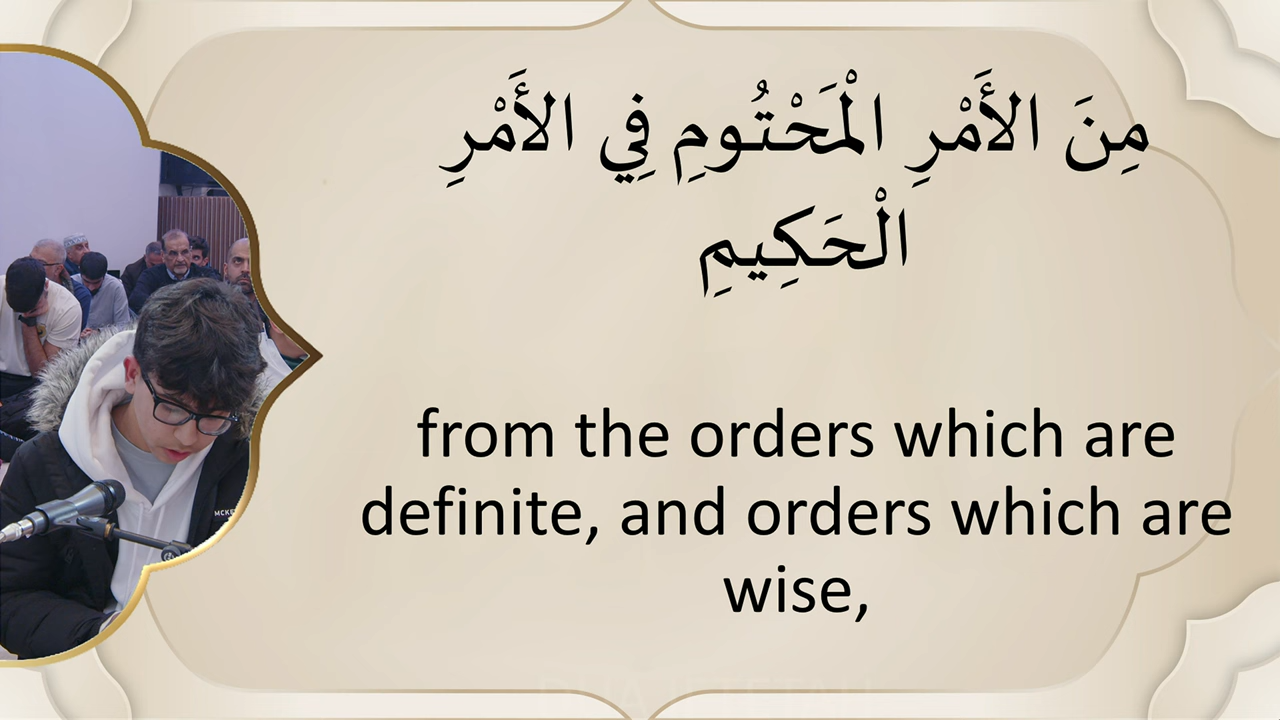 مِنَ الأَمْرِ الْمَحْتُومِ فِي الأَمْرِ
الْحَكِيمِ
from the orders which are
definite, and orders which are
wise,